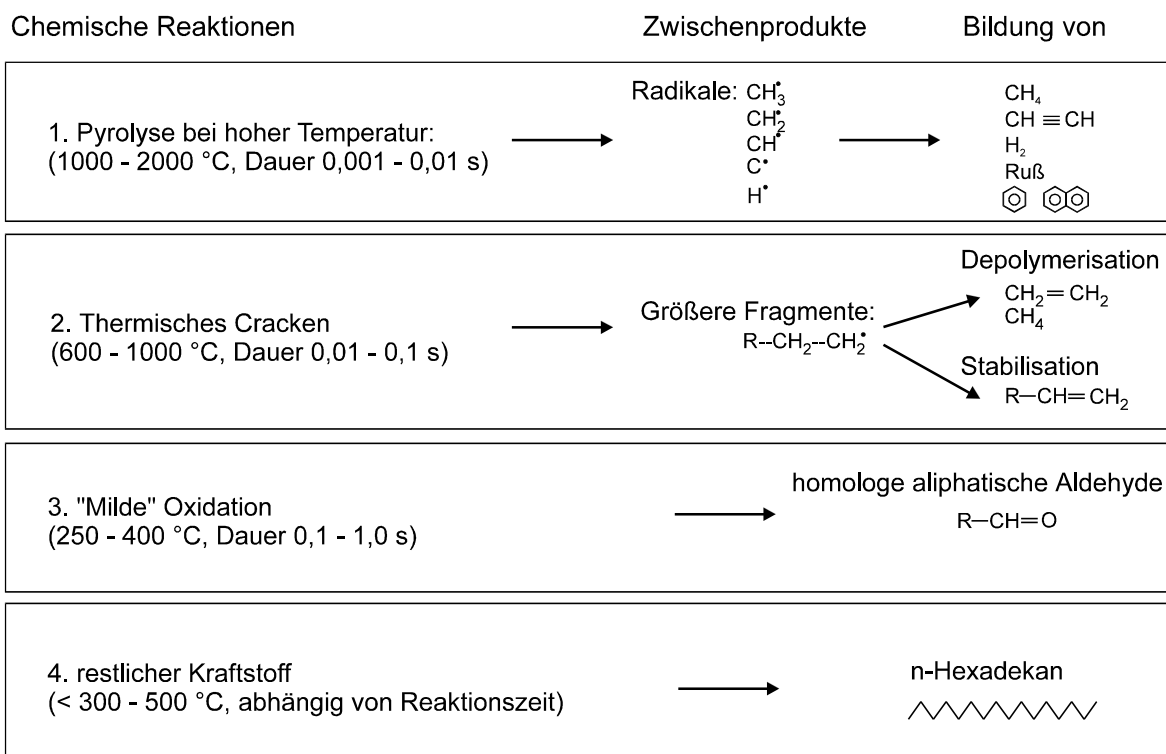 Chemische Reaktionen Zwischenprodukte Bildung von
1. Pyrolyse bei hoher Temperatur:
(1000 - 2000 °C, Dauer 0,001 - 0,01 s)
Radikale: CH₃•
CH₂•
CH•
C•
H•
CH₄
CH ≡ CH
H₂
Ruß
2. Thermisches Cracken
(600 - 1000 °C, Dauer 0,01 - 0,1 s)
Größere Fragmente:
R--CH₂--CH₂•
Depolymerisation
CH₂=CH₂
CH₄
Stabilisation
R—CH=CH₂
3. "Milde" Oxidation
(250 - 400 °C, Dauer 0,1 - 1,0 s)
homologe aliphatische Aldehyde
R—CH=O
4. restlicher Kraftstoff
(< 300 - 500 °C, abhängig von Reaktionszeit)
n-Hexadekan